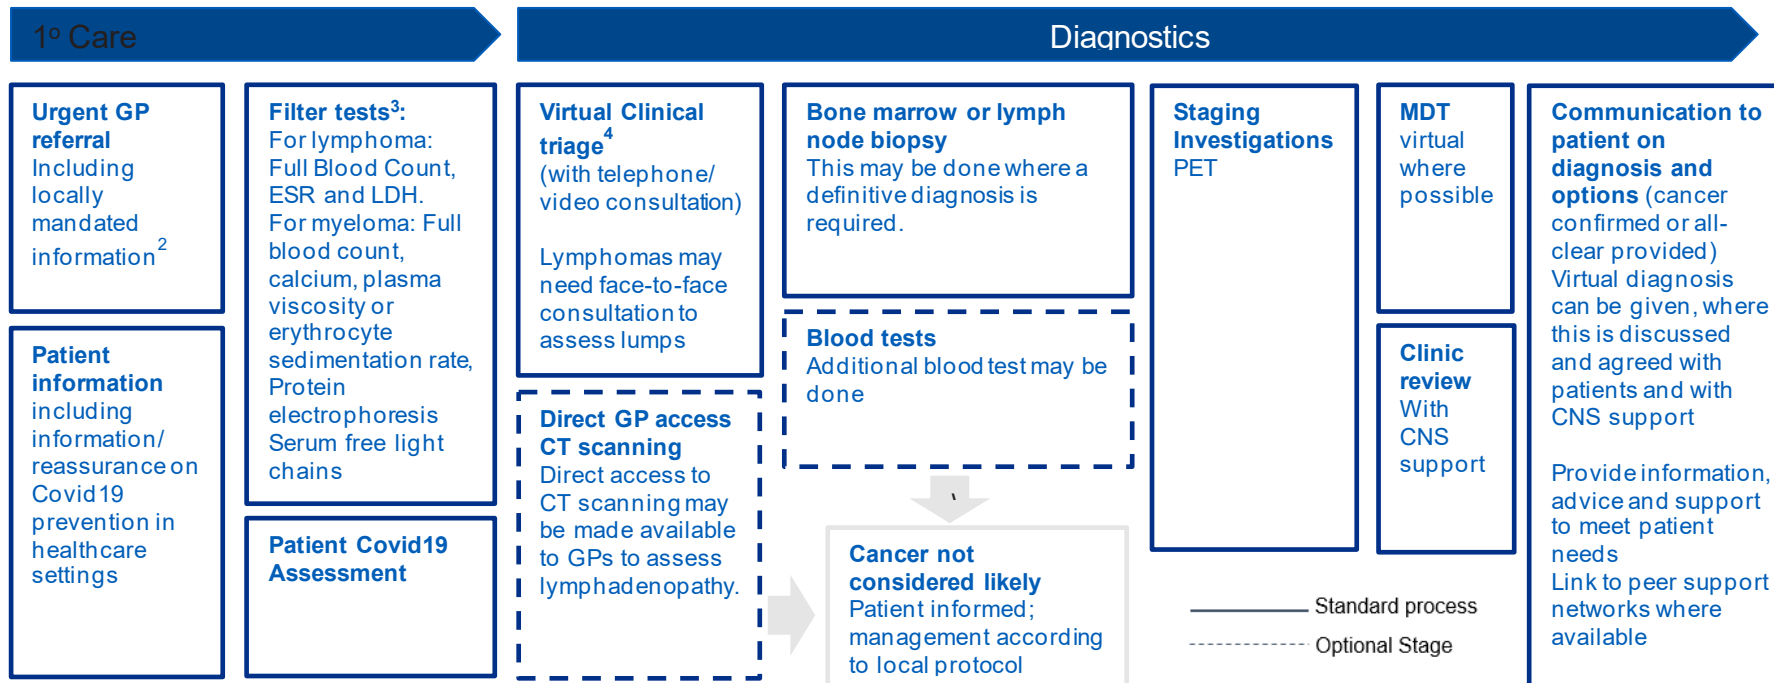 1º Care
Diagnostics
Urgent GP
referral
Including
locally
mandated
information2
Patient
information
including
information/
reassurance on
Covid19
prevention in
healthcare
settings
Filter tests3:
For lymphoma:
Full Blood Count,
ESR and LDH.
For myeloma: Full
blood count,
calcium, plasma
viscosity or
erythrocyte
sedimentation rate,
Protein
electrophoresis
Serum free light
chains
Patient Covid19
Assessment
Virtual Clinical
triage4
(with telephone/
video consultation)
Lymphomas may
need face-to-face
consultation to
assess lumps
Direct GP access
CT scanning
Direct access to
CT scanning may
be made available
to GPs to assess
lymphadenopathy.
Bone marrow or lymph
node biopsy
This may be done where a
definitive diagnosis is
required.
Blood tests
Additional blood test may be
done
Cancer not
considered likely
Patient informed;
management according
to local protocol
Staging
Investigations
PET
MDT
virtual
where
possible
Clinic
review
With
CNS
support
Communication to
patient on
diagnosis and
options (cancer
confirmed or all-
clear provided)
Virtual diagnosis
can be given, where
this is discussed
and agreed with
patients and with
CNS support
Provide information,
advice and support
to meet patient
needs
Link to peer support
networks where
available
Standard process
Optional Stage